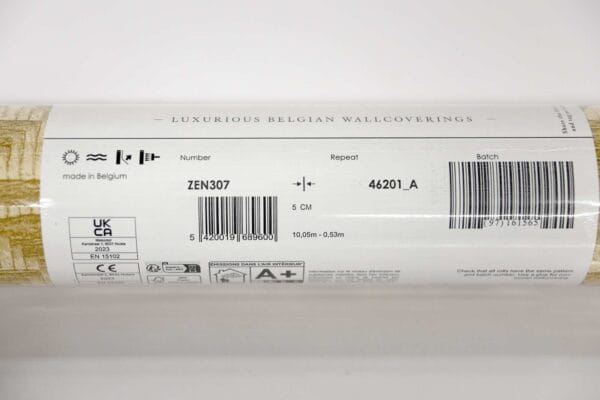 — LUXURIOUS BELGIAN WALLCOVERINGS —
made in Belgium
Number
ZEN307
5 420019 689600
Repeat
5 CM
10,05m - 0,53m
46201_A
Batch
(97)161365
UK
CA
2023
EN 15102
CE
ÉMISSIONS DANS L'AIR INTÉRIEUR
A+
Check that all rolls have the same pattern
and batch number.